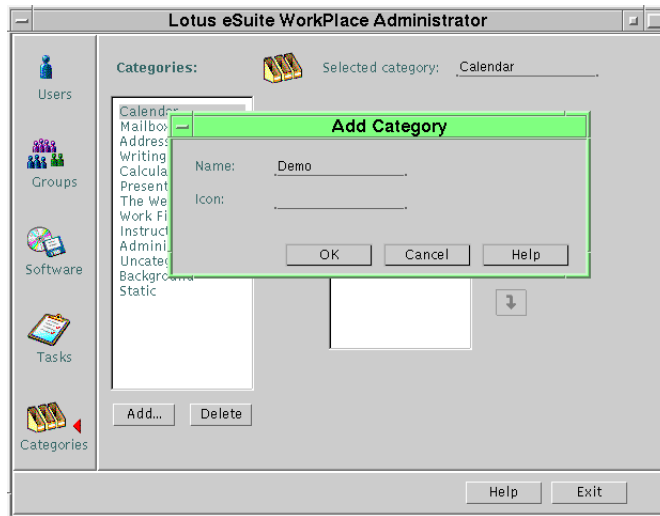 Lotus eSuite WorkPlace Administrator
Users
Groups
Software
Tasks
Categories
Categories:
Selected category: Calendar
Calendar
Mailbox
Address
Writing
Calcula
Present
The We
Work Fi
Instruct
Admini
Uncateg
Background
Static
Add Category
Name: Demo
Icon:
OK Cancel Help
Add... Delete
Help Exit